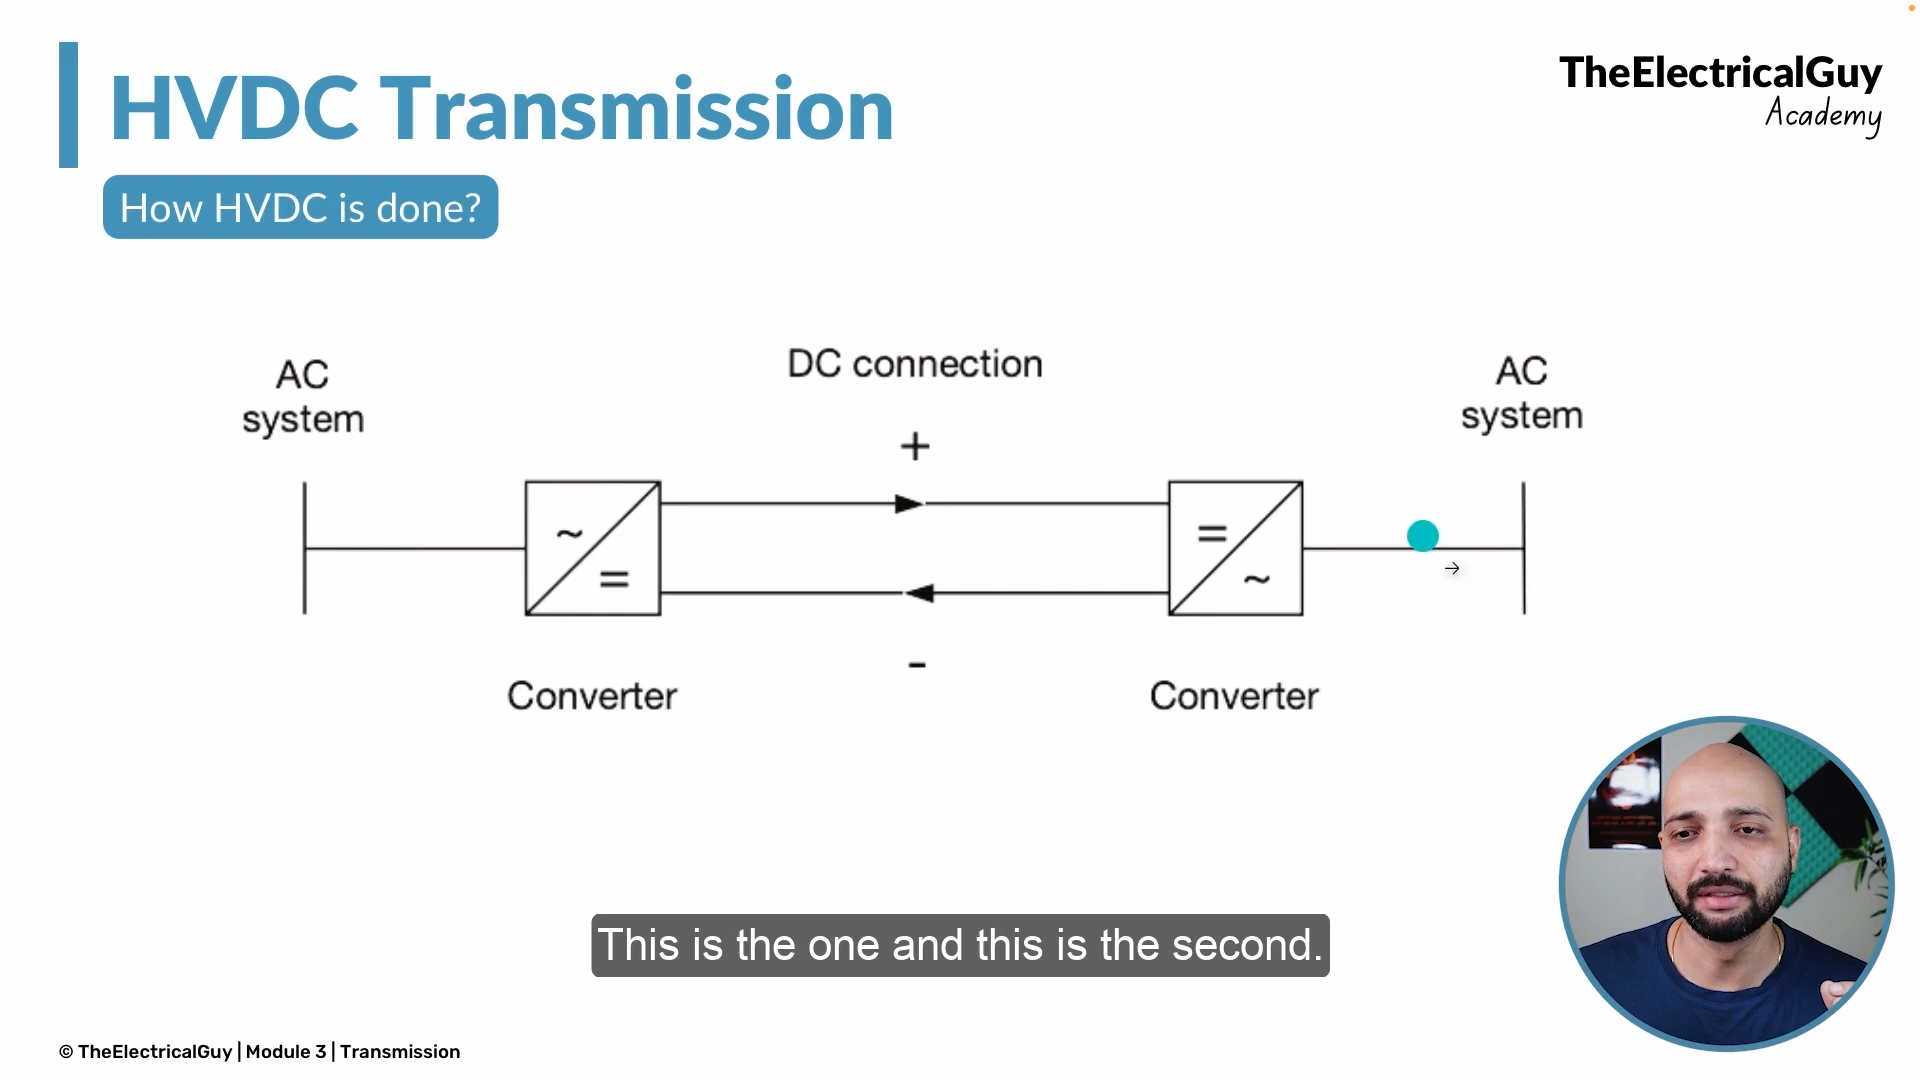 HVDC Transmission
TheElectricalGuy
Academy
How HVDC is done?
DC connection
AC
system
AC
system
+
~
=
=
~
-
Converter
Converter
This is the one and this is the second.
© TheElectricalGuy | Module 3 | Transmission